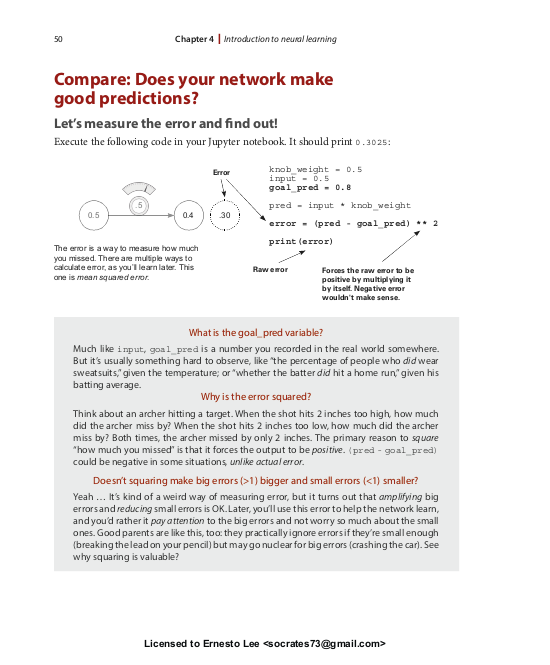 50
Chapter 4 | Introduction to neural learning
Compare: Does your network make
good predictions?
Let's measure the error and find out!
Execute the following code in your Jupyter notebook. It should print 0.3025:
Error
knob_weight = 0.5
input = 0.5
goal_pred = 0.8
pred = input * knob_weight
error = (pred - goal_pred) ** 2
print(error)
.5
0.5
0.4
.30
The error is a way to measure how much
you missed. There are multiple ways to
calculate error, as you'll learn later. This
one is mean squared error.
Raw error
Forces the raw error to be
positive by multiplying it
by itself. Negative error
wouldn't make sense.
What is the goal_pred variable?
Much like input, goal_pred is a number you recorded in the real world somewhere.
But it's usually something hard to observe, like "the percentage of people who did wear
sweatsuits," given the temperature; or "whether the batter did hit a home run," given his
batting average.
Why is the error squared?
Think about an archer hitting a target. When the shot hits 2 inches too high, how much
did the archer miss by? When the shot hits 2 inches too low, how much did the archer
miss by? Both times, the archer missed by only 2 inches. The primary reason to square
"how much you missed" is that it forces the output to be positive. (pred - goal_pred)
could be negative in some situations, unlike actual error.
Doesn't squaring make big errors (>1) bigger and small errors (<1) smaller?
Yeah ... It's kind of a weird way of measuring error, but it turns out that amplifying big
errors and reducing small errors is OK. Later, you'll use this error to help the network learn,
and you'd rather it pay attention to the big errors and not worry so much about the small
ones. Good parents are like this, too: they practically ignore errors if they're small enough
(breaking the lead on your pencil) but may go nuclear for big errors (crashing the car). See
why squaring is valuable?
Licensed to Ernesto Lee <socrates73@gmail.com>